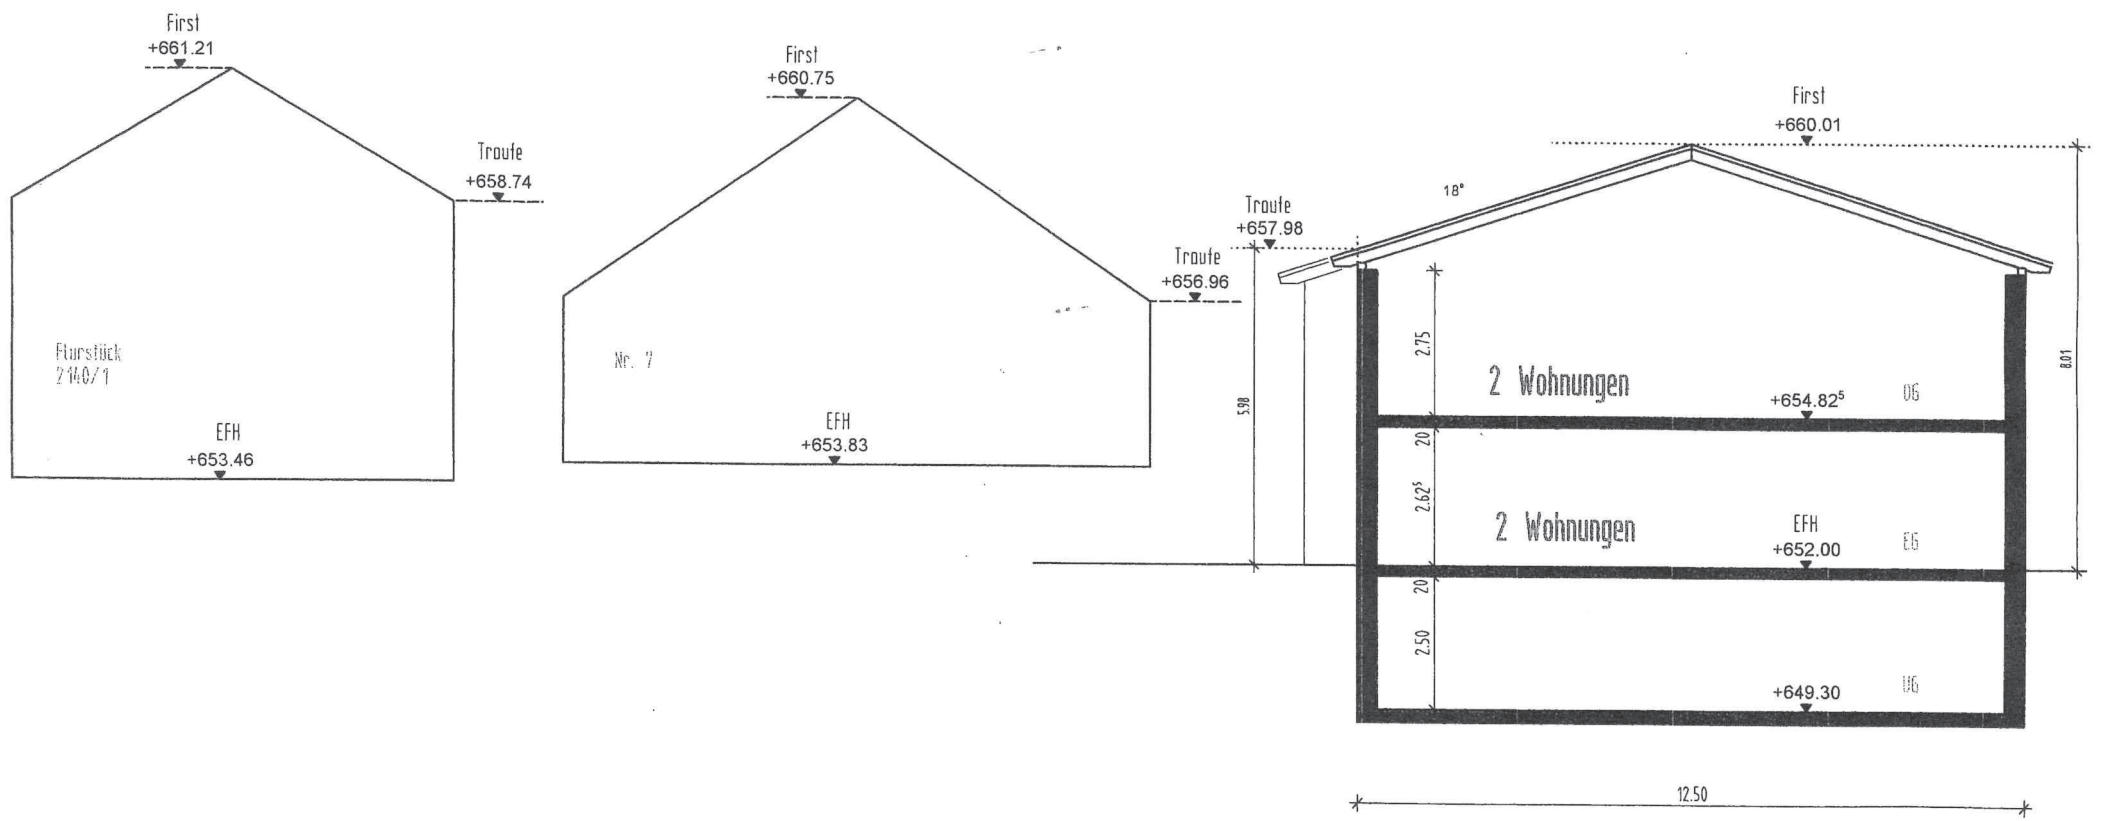 First
+661.21
Traufe
+658.74
Flurstück
2140/1
EFH
+653.46
First
+660.75
Traufe
+656.96
Nr. 7
EFH
+653.83
First
+660.01
18°
Traufe
+657.98
2.75
8.01
5.98
2 Wohnungen
+654.82⁵
OG
20
2.62⁵
2 Wohnungen
EFH
+652.00
EG
20
2.50
+649.30
UG
12.50